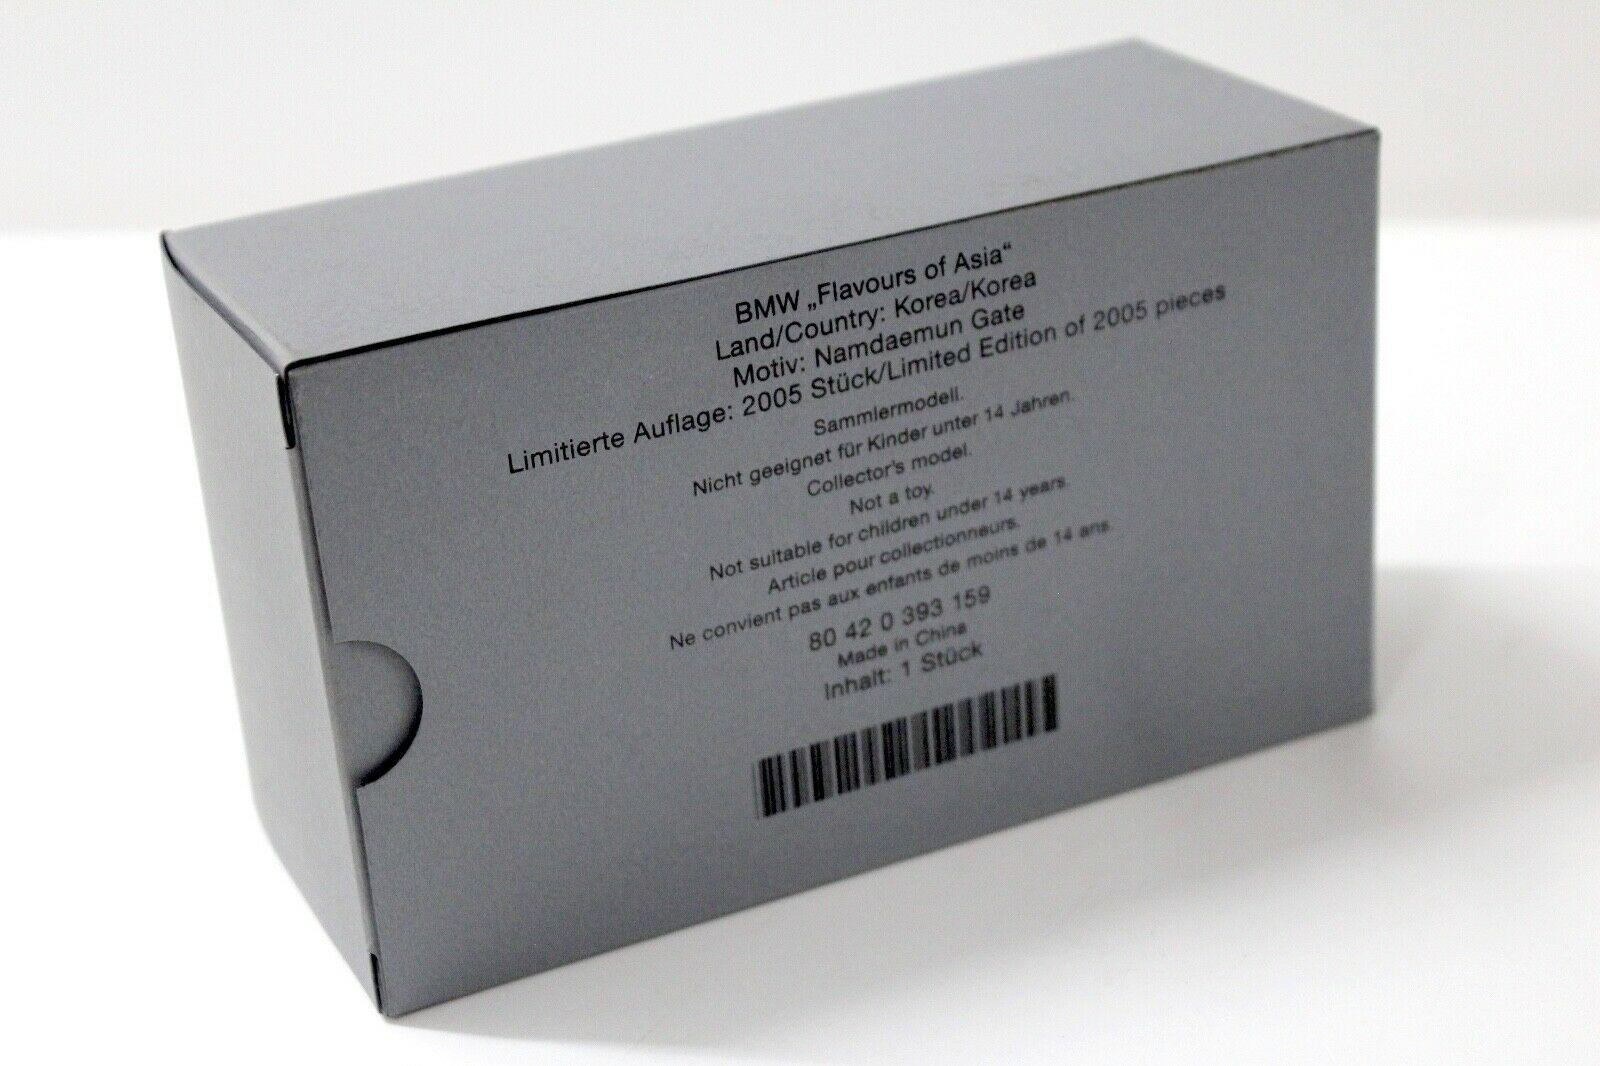 BMW „Flavours of Asia“
Land/Country: Korea/Korea
Motiv: Namdaemun Gate
Limitierte Auflage: 2005 Stück/Limited Edition of 2005 pieces
Sammlermodell.
Nicht geeignet für Kinder unter 14 Jahren.
Collector's model.
Not a toy.
Not suitable for children under 14 years.
Article pour collectionneurs.
Ne convient pas aux enfants de moins de 14 ans.
80 42 0 393 159
Made in China
Inhalt: 1 Stück